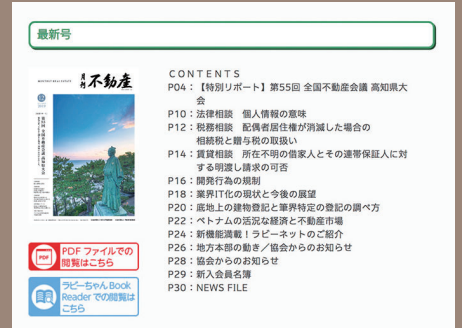 最新号
月刊不動産
CONTENTS
P04：【特別リポート】第55回 全国不動産会議 高知県大
会
P10：法律相談　個人情報の意味
P12：税務相談　配偶者居住権が消滅した場合の
相続税と贈与税の取扱い
P14：賃貸相談　所在不明の借家人とその連帯保証人に対
する明渡し請求の可否
P16：開発行為の規制
P18：業界IT化の現状と今後の展望
P20：底地上の建物登記と筆界特定の登記の調べ方
P22：ベトナムの活況な経済と不動産市場
P24：新機能満載！ラビーネットのご紹介
P26：地方本部の動き／協会からのお知らせ
P28：協会からのお知らせ
P29：新入会員名簿
P30：NEWS FILE
PDF
PDF ファイルでの
閲覧はこちら
ラビーちゃん Book
Reader での閲覧は
こちら